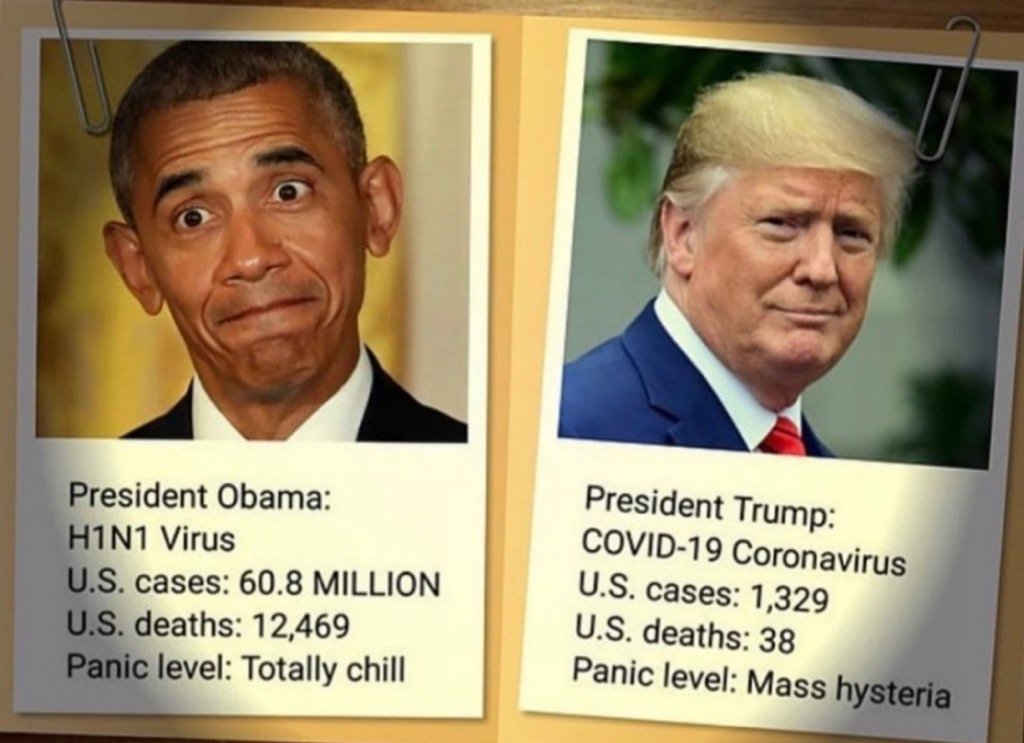 President Obama:
H1N1 Virus
U.S. cases: 60.8 MILLION
U.S. deaths: 12,469
Panic level: Totally chill
President Trump:
COVID-19 Coronavirus
U.S. cases: 1,329
U.S. deaths: 38
Panic level: Mass hysteria